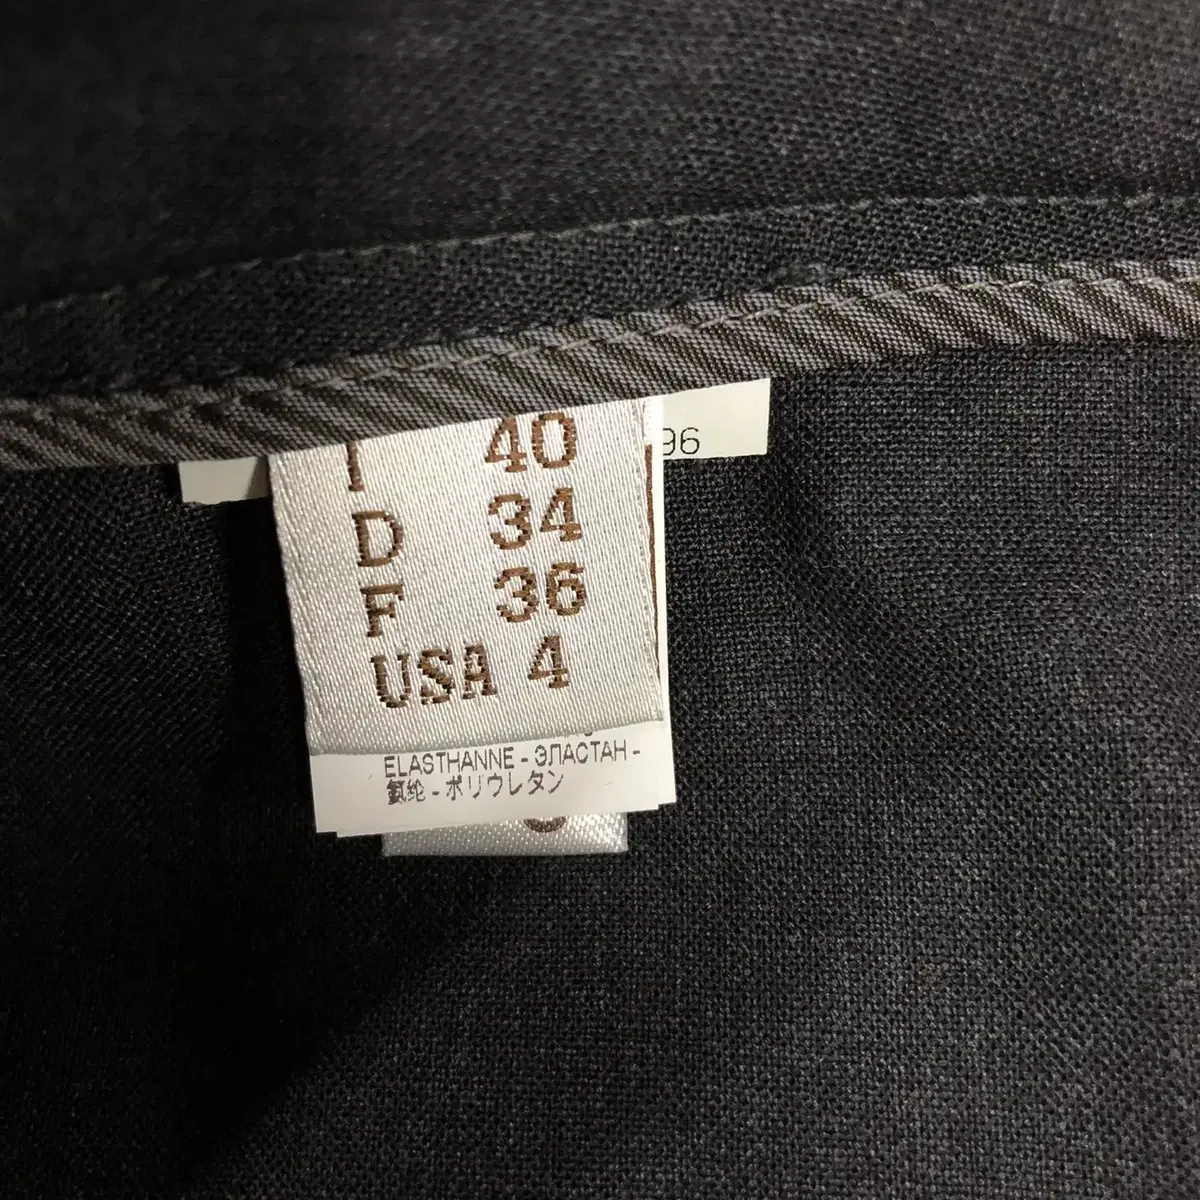 I 40
96
D 34
F 36
USA 4
ELASTHANNE - ЭЛАСТАН -
氨纶 - ポリウレタン